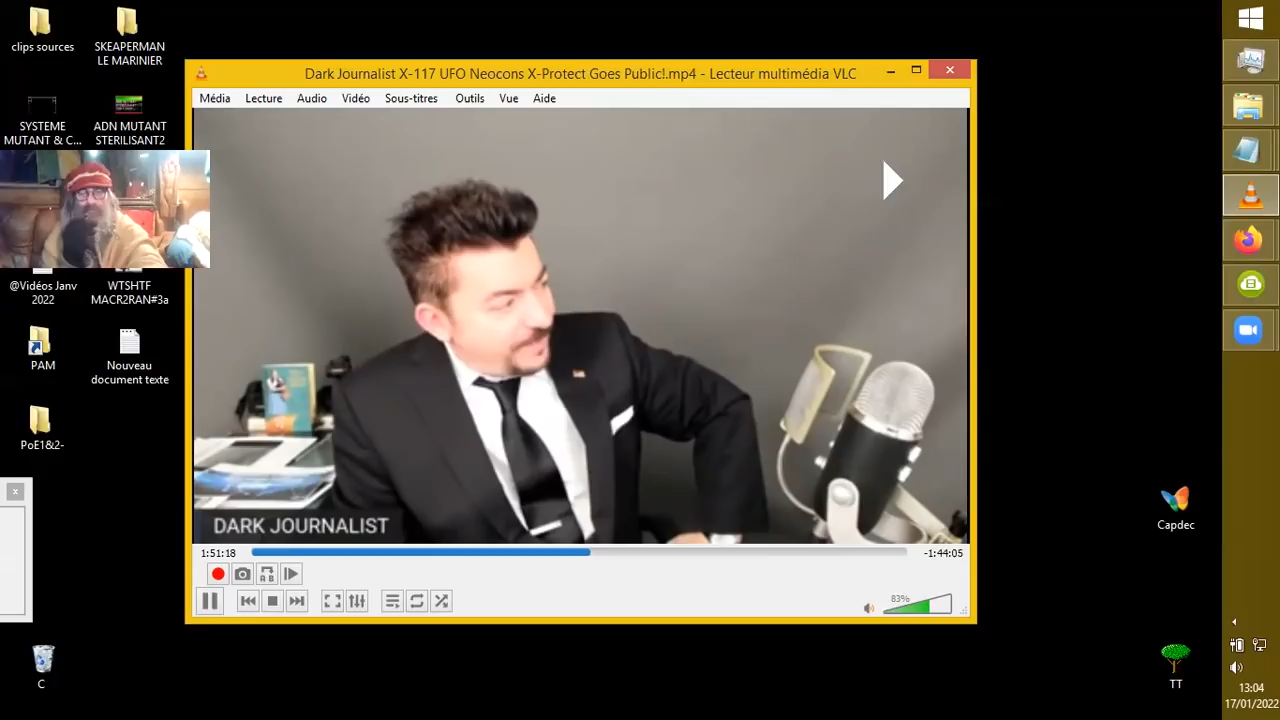 clips sources
SKEAPERMAN
LE MARINIER
SYSTEME
MUTANT & C...
ADN MUTANT
STERILISANT2
@Vidéos Janv
2022
WTSHTF
MACR2RAN#3a
PAM
Nouveau
document texte
PoE1&2-
C
Dark Journalist X-117 UFO Neocons X-Protect Goes Public!.mp4 - Lecteur multimédia VLC
Média Lecture Audio Vidéo Sous-titres Outils Vue Aide
DARK JOURNALIST
1:51:18
-1:44:05
83%
Capdec
TT
13:04
17/01/2022